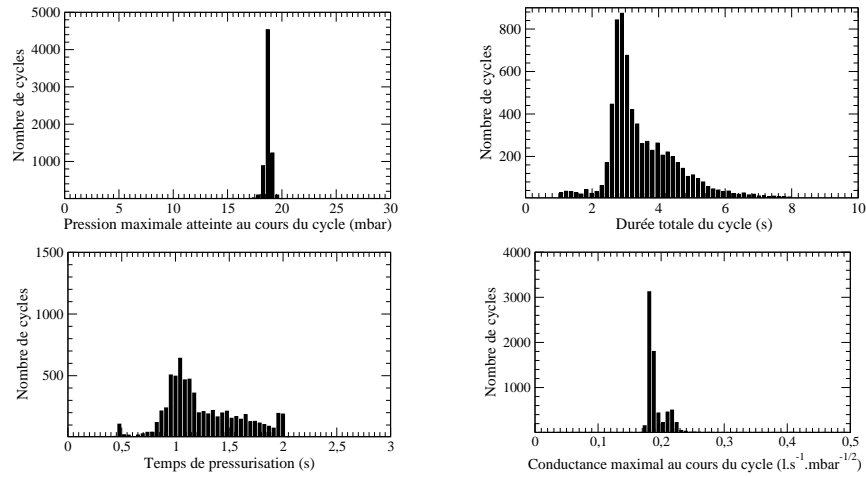 5000
4000
3000
2000
1000
Nombre de cycles
0 5 10 15 20 25 30
Pression maximale atteinte au cours du cycle (mbar)
800
600
400
200
Nombre de cycles
0 2 4 6 8 10
Durée totale du cycle (s)
1500
1000
500
Nombre de cycles
0 0,5 1 1,5 2 2,5 3
Temps de pressurisation (s)
4000
3000
2000
1000
Nombre de cycles
0 0,1 0,2 0,3 0,4 0,5
Conductance maximal au cours du cycle (l.s⁻¹.mbar⁻¹/²)